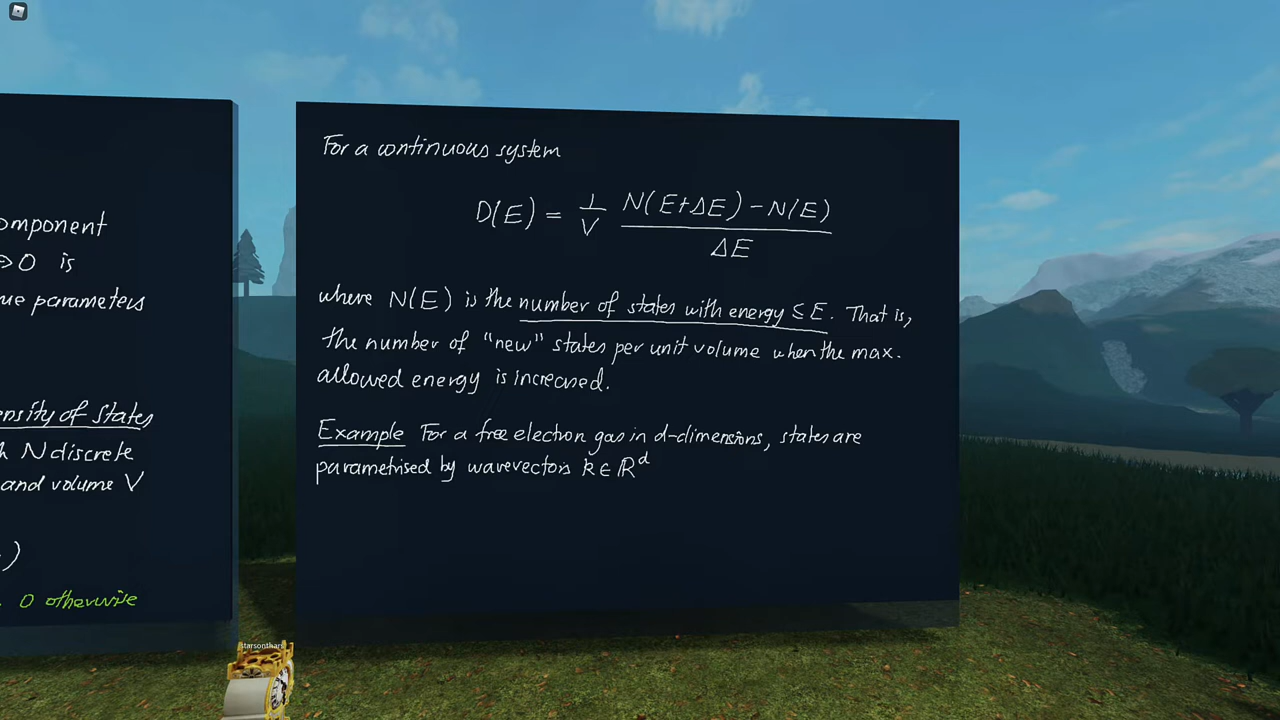 omponent
=> 0 is
ue parameters
ensity of states
h N discrete
and volume V
)
0 otherwise
For a continuous system
D(E) = 1/V (N(E+ΔE) - N(E))/ΔE
where N(E) is the number of states with energy ≤ E. That is,
the number of "new" states per unit volume when the max.
allowed energy is increased.
Example For a free electron gas in d-dimensions, states are
parametrised by wavevectors k ∈ ℝ^d